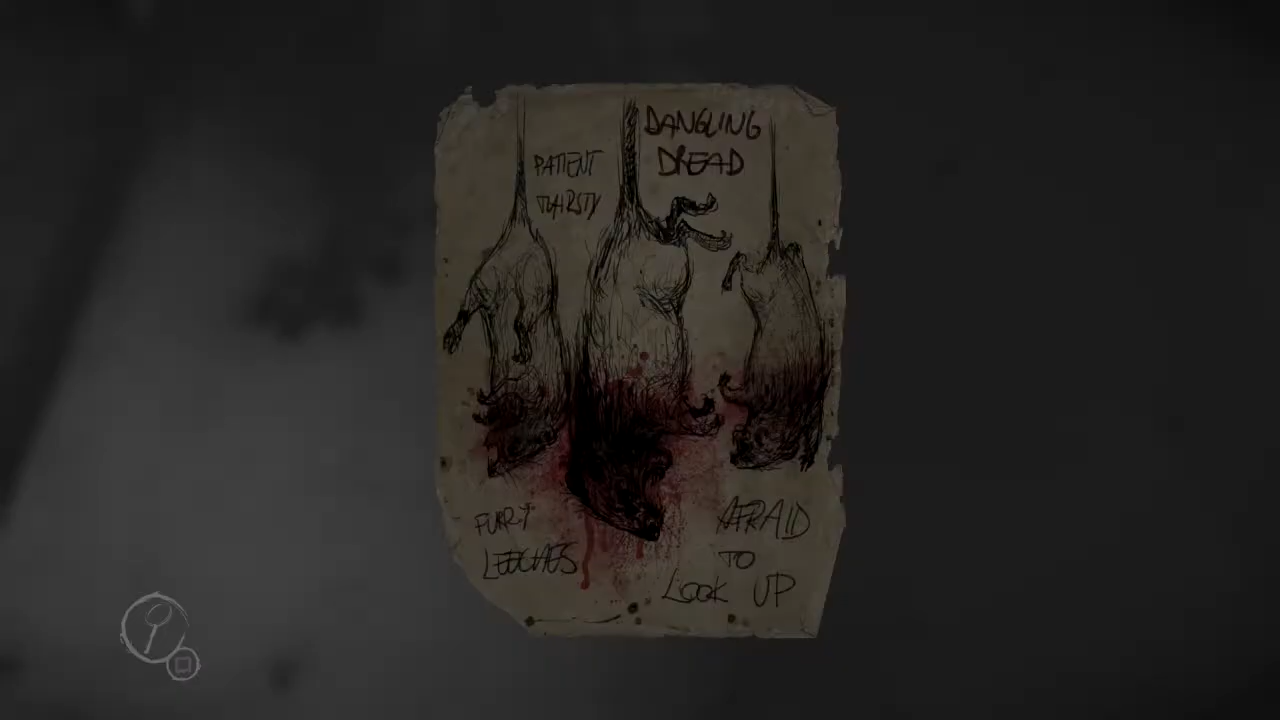 DANGLING
DREAD
PATIENT
THIRSTY
FURRY
LEECHES
AFRAID
TO
LOOK UP